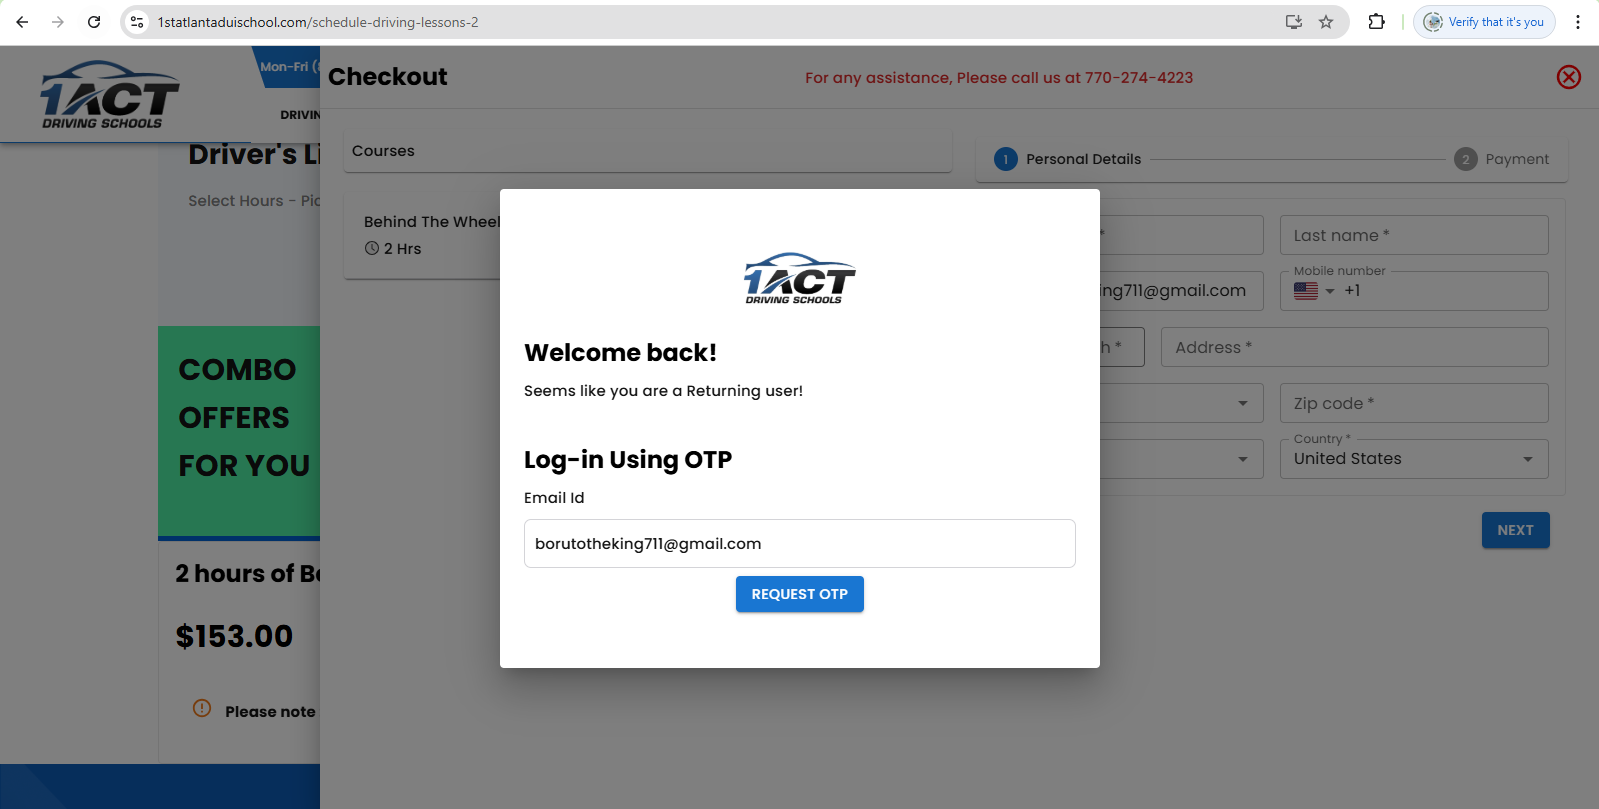 1statlantaduischool.com/schedule-driving-lessons-2
Verify that it's you
1ACT
DRIVING SCHOOLS
Mon-Fri (
DRIVIN
Checkout
For any assistance, Please call us at 770-274-4223
Driver's Li
Select Hours - Pic
Courses
1 Personal Details
2 Payment
Behind The Wheel
2 Hrs
*
Last name *
ing711@gmail.com
Mobile number
+1
h *
Address *
Zip code *
Country *
United States
NEXT
COMBO
OFFERS
FOR YOU
2 hours of Be
$153.00
Please note
1ACT
DRIVING SCHOOLS
Welcome back!
Seems like you are a Returning user!
Log-in Using OTP
Email Id
borutotheking711@gmail.com
REQUEST OTP